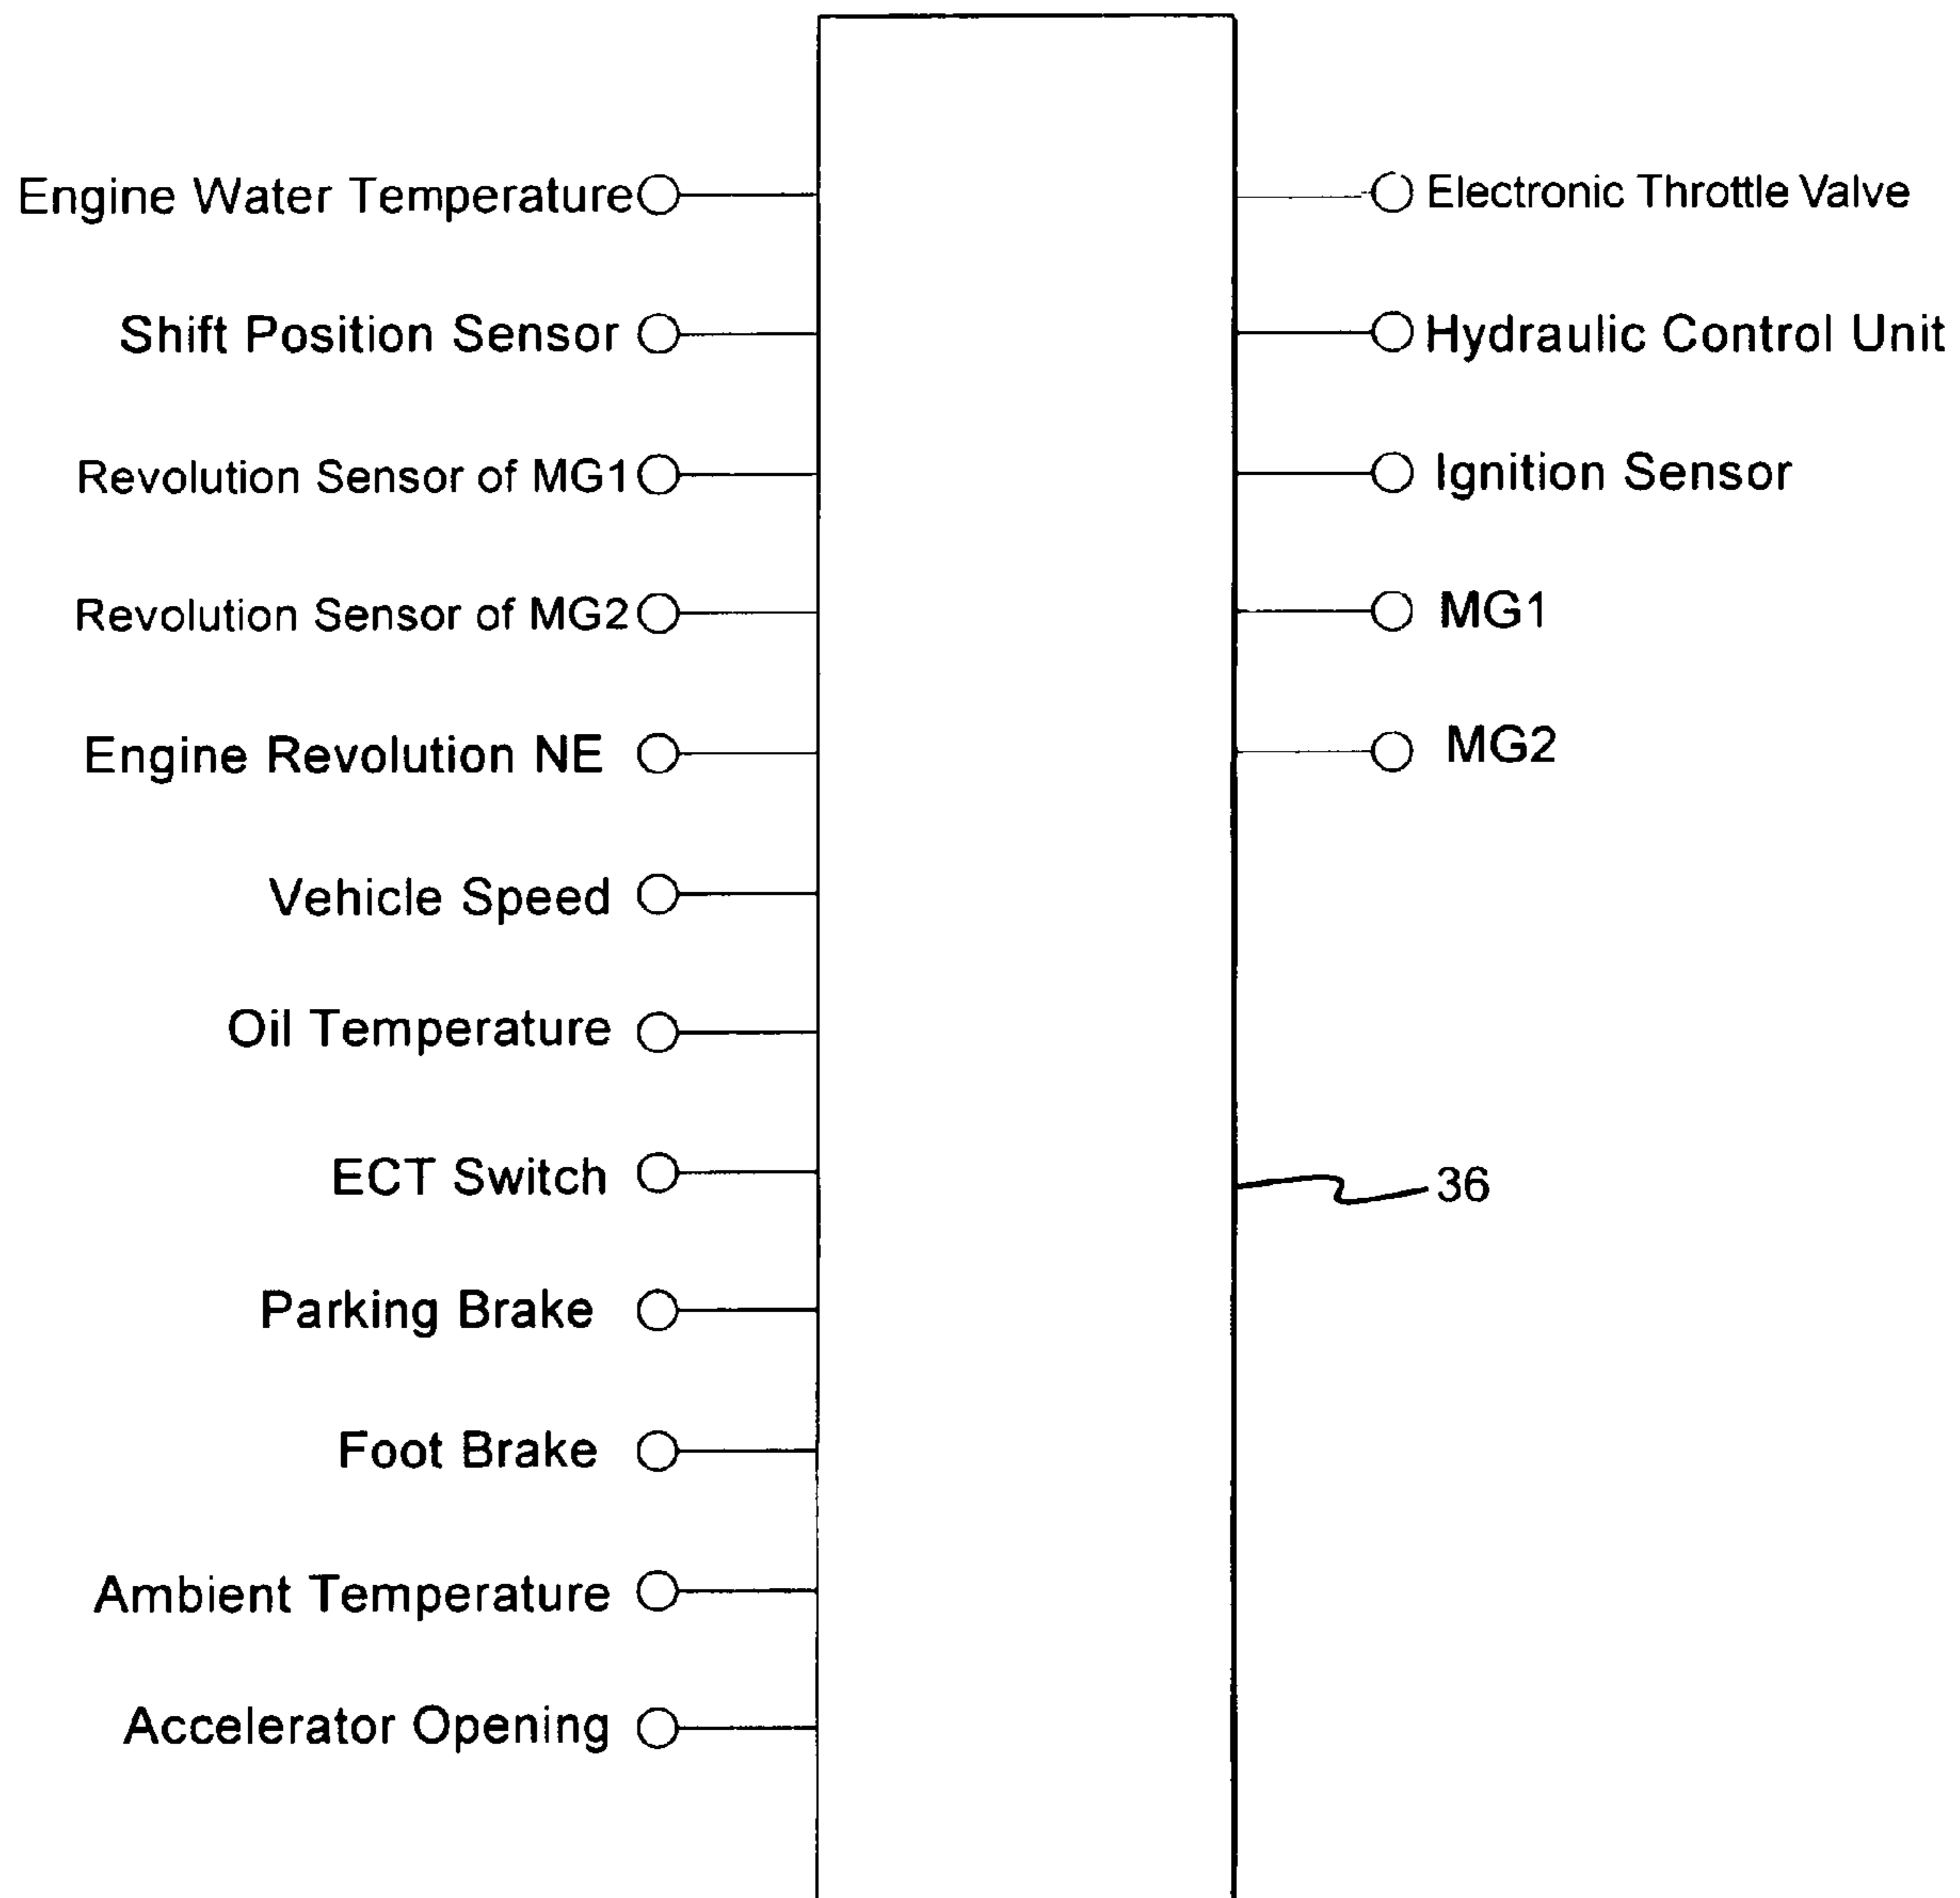 Engine Water Temperature
Shift Position Sensor
Revolution Sensor of MG1
Revolution Sensor of MG2
Engine Revolution NE
Vehicle Speed
Oil Temperature
ECT Switch
Parking Brake
Foot Brake
Ambient Temperature
Accelerator Opening
Electronic Throttle Valve
Hydraulic Control Unit
Ignition Sensor
MG1
MG2
36